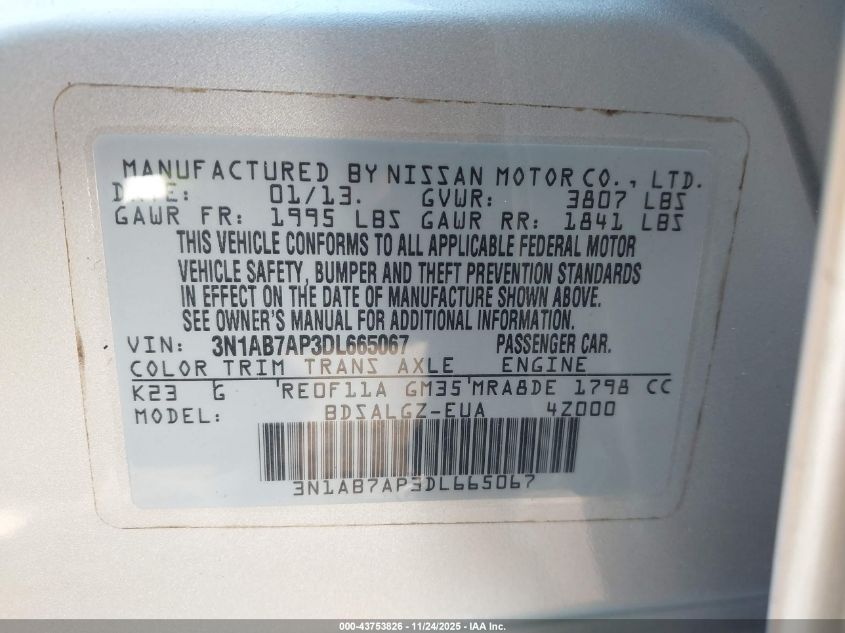 MANUFACTURED BY NISSAN MOTOR CO., LTD.
DATE: 01/13. GVWR: 3807 LBS
GAWR FR: 1995 LBS GAWR RR: 1841 LBS
THIS VEHICLE CONFORMS TO ALL APPLICABLE FEDERAL MOTOR
VEHICLE SAFETY, BUMPER AND THEFT PREVENTION STANDARDS
IN EFFECT ON THE DATE OF MANUFACTURE SHOWN ABOVE.
SEE OWNER'S MANUAL FOR ADDITIONAL INFORMATION.
VIN: 3N1AB7AP3DL665067 PASSENGER CAR.
COLOR TRIM TRANS AXLE ENGINE
K23 G RE0F11A GM35 MRA8DE 1798 CC
MODEL: BDSALGZ-EUA 4Z000
3N1AB7AP3DL665067
000-43753826 - 11/24/2025 - IAA Inc.